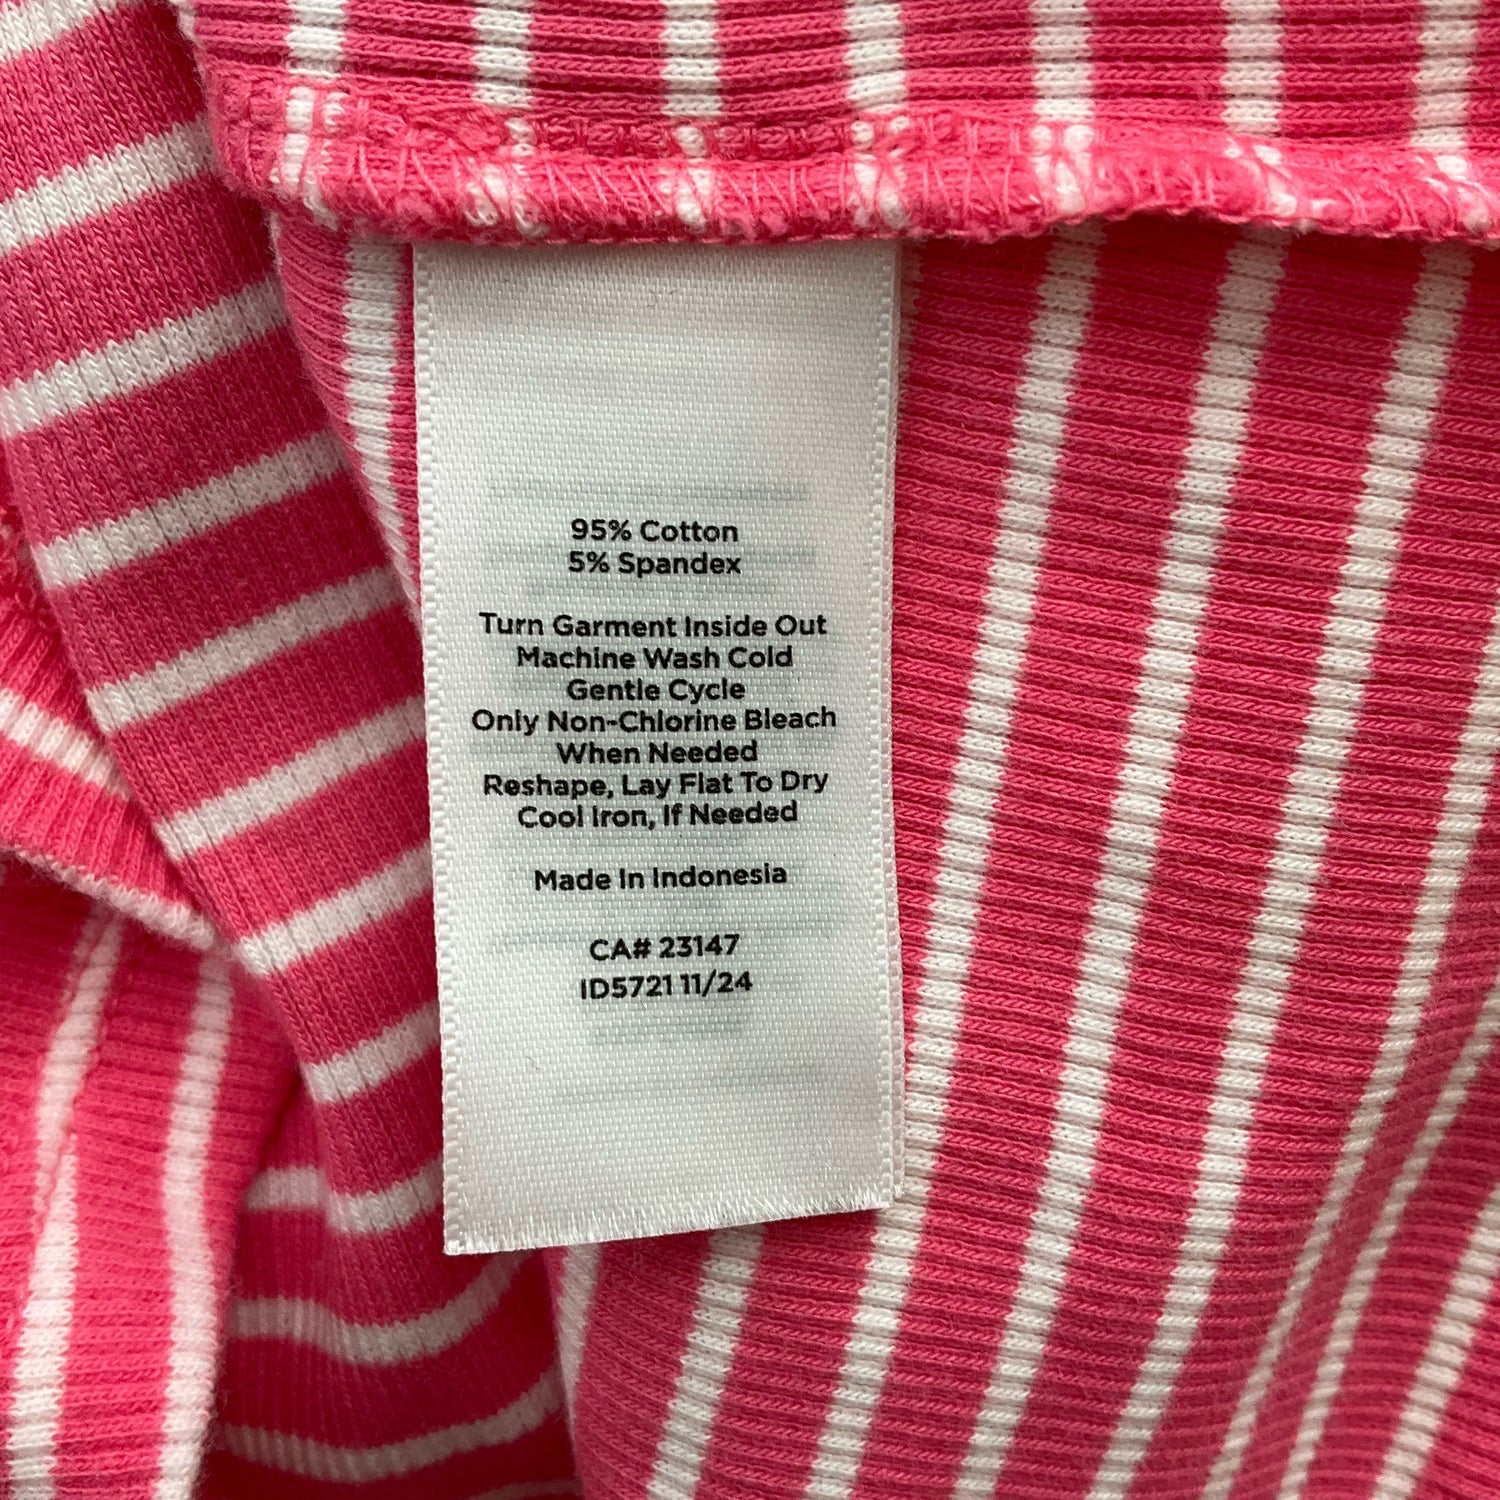 95% Cotton
5% Spandex
Turn Garment Inside Out
Machine Wash Cold
Gentle Cycle
Only Non-Chlorine Bleach
When Needed
Reshape, Lay Flat To Dry
Cool Iron, If Needed
Made In Indonesia
CA# 23147
ID5721 11/24